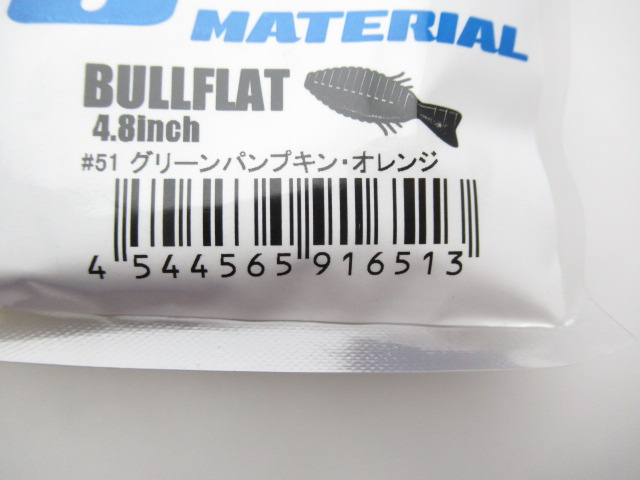 MATERIAL
BULLFLAT
4.8inch
#51 グリーンパンプキン・オレンジ
4 544565 916513